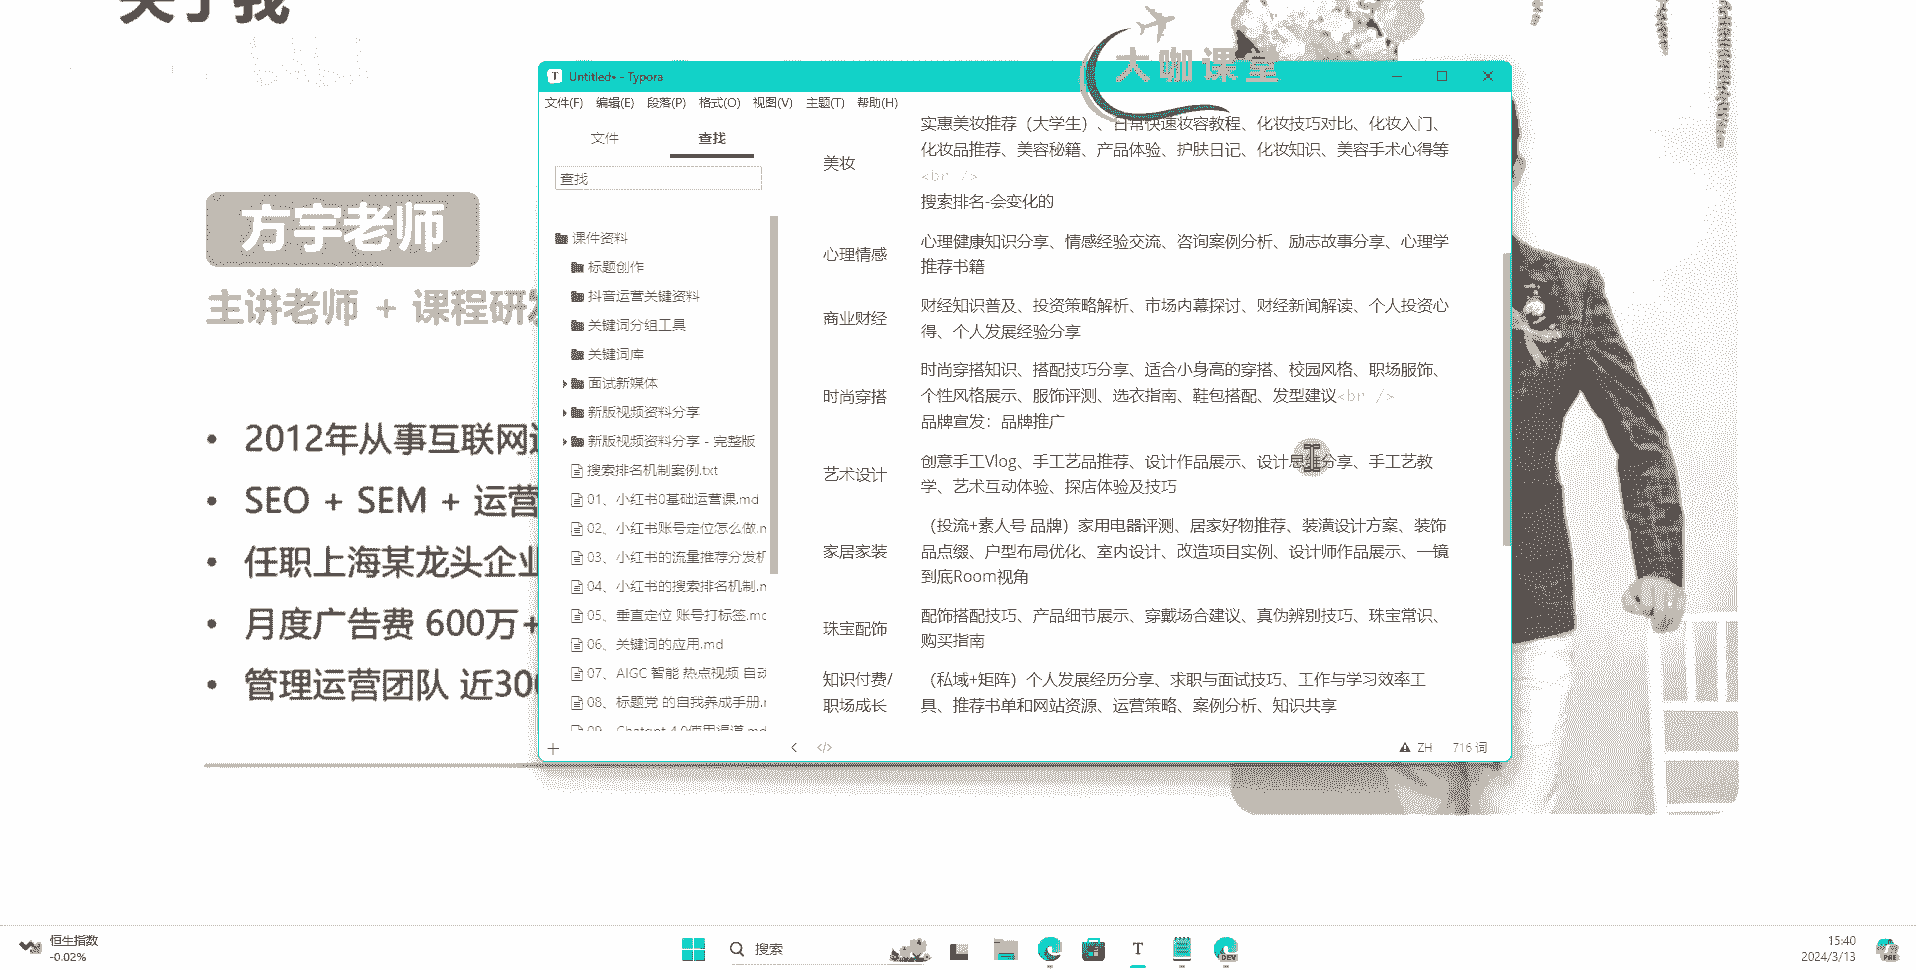 关于我
大咖课堂
方宇老师
主讲老师 + 课程研
• 2012年从事互联网
• SEO + SEM + 运营
• 任职上海某龙头企业
• 月度广告费 600万+
• 管理运营团队 近300
Untitled• - Typora
文件(F) 编辑(E) 段落(P) 格式(O) 视图(V) 主题(T) 帮助(H)
文件 查找
查找
课件资料
标题创作
抖音运营关键资料
关键词分组工具
关键词库
面试新媒体
新版视频资料分享
新版视频资料分享 - 完整版
搜索排名机制案例.txt
01、小红书0基础运营课.md
02、小红书账号定位怎么做.m
03、小红书的流量推荐分发机
04、小红书的搜索排名机制.m
05、垂直定位 账号打标签.mc
06、关键词的应用.md
07、AIGC 智能 热点视频 自动
08、标题党 的自我养成手册.r
09、Chatgpt 4.0使用渠道.md
美妆
实惠美妆推荐（大学生）、日常快速妆容教程、化妆技巧对比、化妆入门、
化妆品推荐、美容秘籍、产品体验、护肤日记、化妆知识、美容手术心得等
<br />
搜索排名-会变化的
心理情感
心理健康知识分享、情感经验交流、咨询案例分析、励志故事分享、心理学
推荐书籍
商业财经
财经知识普及、投资策略解析、市场内幕探讨、财经新闻解读、个人投资心
得、个人发展经验分享
时尚穿搭
时尚穿搭知识、搭配技巧分享、适合小身高的穿搭、校园风格、职场服饰、
个性风格展示、服饰评测、选衣指南、鞋包搭配、发型建议<br />
品牌宣发：品牌推广
艺术设计
创意手工Vlog、手工艺品推荐、设计作品展示、设计思维分享、手工艺教
学、艺术互动体验、探店体验及技巧
家居家装
（投流+素人号 品牌）家用电器评测、居家好物推荐、装潢设计方案、装饰
品点缀、户型布局优化、室内设计、改造项目实例、设计师作品展示、一镜
到底Room视角
珠宝配饰
配饰搭配技巧、产品细节展示、穿戴场合建议、真伪辨别技巧、珠宝常识、
购买指南
知识付费/
职场成长
（私域+矩阵）个人发展经历分享、求职与面试技巧、工作与学习效率工
具、推荐书单和网站资源、运营策略、案例分析、知识共享
</> ZH 716 词
恒生指数
-0.02%
搜索
T
DEV
15:40
2024/3/13
PRE